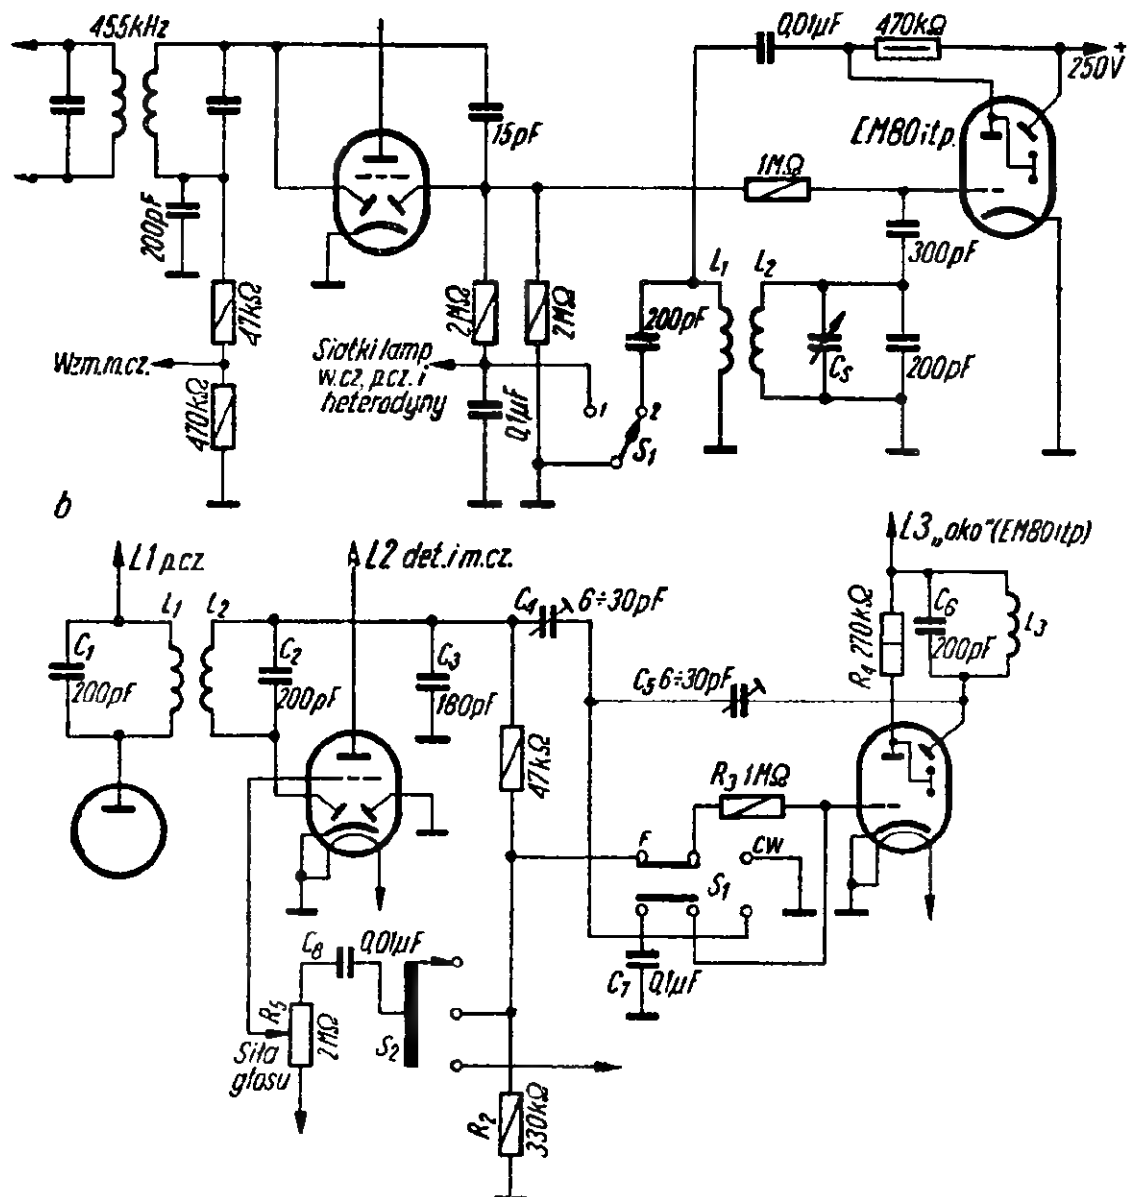 455kHz
0,01µF
470kΩ
+
250V
15pF
EM80itp.
1MΩ
200pF
300pF
L1
L2
47kΩ
2MΩ
2MΩ
200pF
Cs
200pF
Wzm.m.cz.
Siatki lamp
w.cz, p.cz. i
heterodyny
470kΩ
0,1µF
1
2
S1
b
L1 p.cz.
L2 det.i m.cz.
L3 „oko"(EM80itp)
L1
L2
C4
6÷30pF
C1
200pF
C2
200pF
C3
180pF
R4 270kΩ
C6
200pF
L3
C5 6÷30pF
47kΩ
R3 1MΩ
F
CW
S1
C8
0,01µF
C7
0,1µF
R5
2MΩ
S2
Siła
głosu
R2
330kΩ